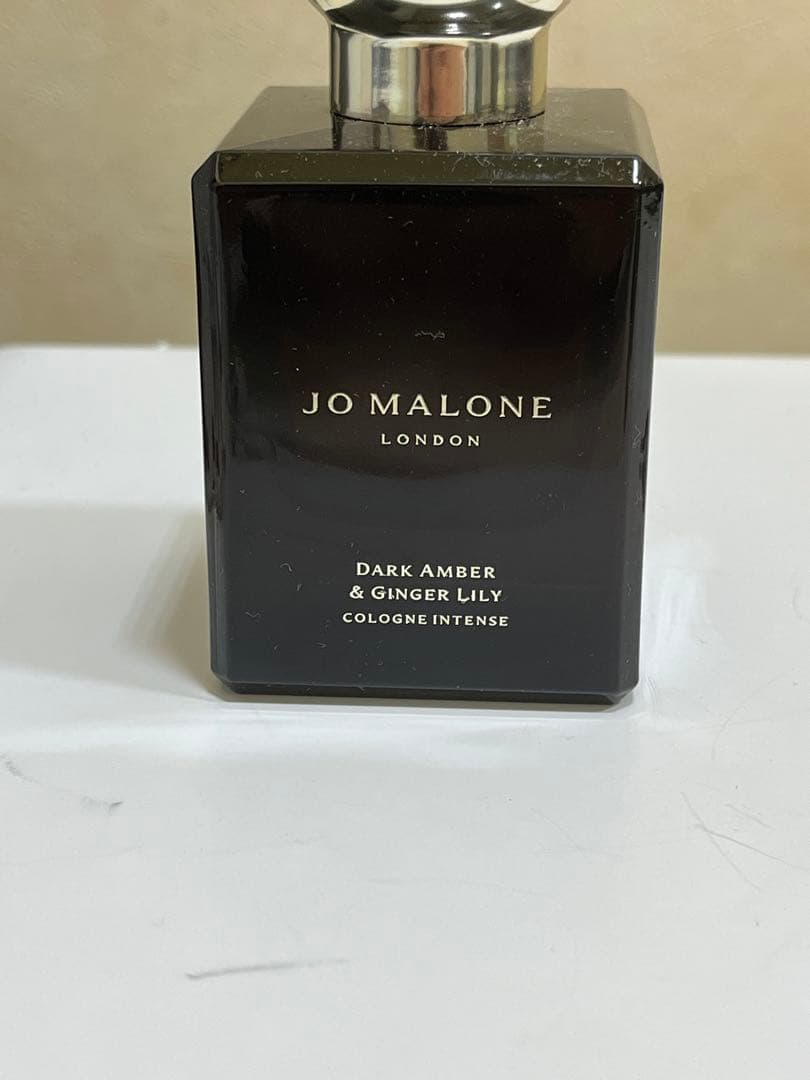 JO MALONE
LONDON
DARK AMBER
& GINGER LILY
COLOGNE INTENSE